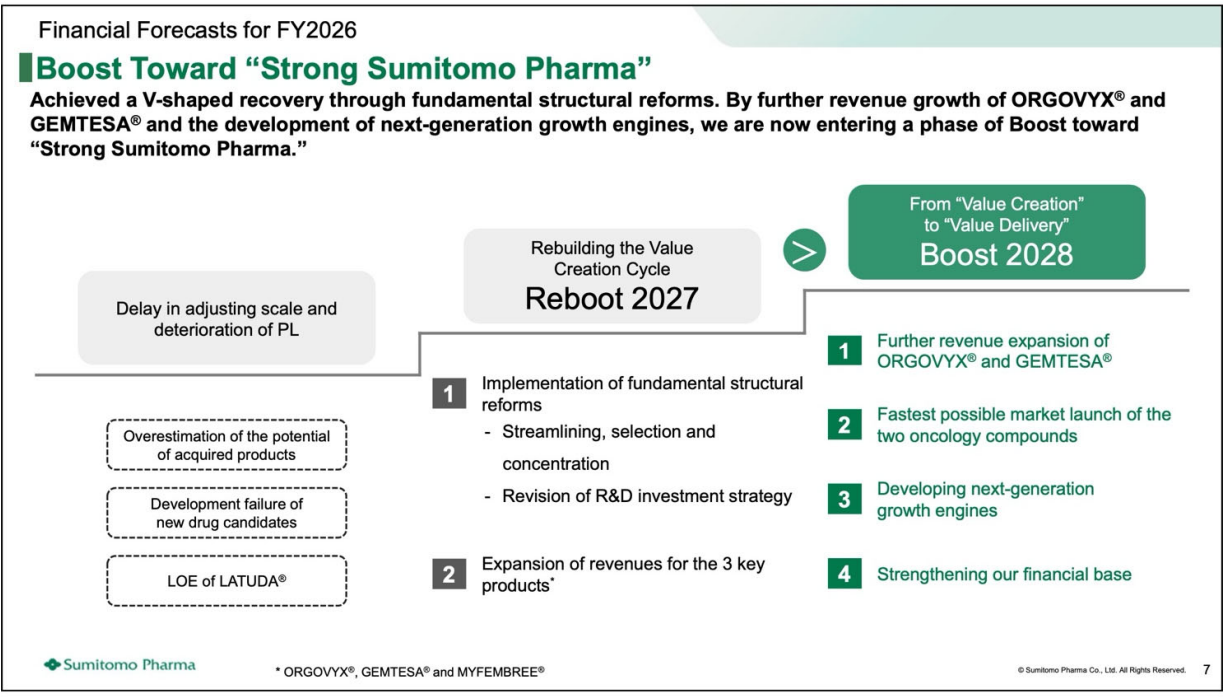 Financial Forecasts for FY2026
Boost Toward “Strong Sumitomo Pharma”
Achieved a V-shaped recovery through fundamental structural reforms. By further revenue growth of ORGOVYX® and
GEMTESA® and the development of next-generation growth engines, we are now entering a phase of Boost toward
“Strong Sumitomo Pharma.”
Delay in adjusting scale and
deterioration of PL
Overestimation of the potential
of acquired products
Development failure of
new drug candidates
LOE of LATUDA®
Rebuilding the Value
Creation Cycle
Reboot 2027
1 Implementation of fundamental structural
reforms
- Streamlining, selection and
concentration
- Revision of R&D investment strategy
2 Expansion of revenues for the 3 key
products*
>
From “Value Creation”
to “Value Delivery”
Boost 2028
1 Further revenue expansion of
ORGOVYX® and GEMTESA®
2 Fastest possible market launch of the
two oncology compounds
3 Developing next-generation
growth engines
4 Strengthening our financial base
Sumitomo Pharma
* ORGOVYX®, GEMTESA® and MYFEMBREE®
© Sumitomo Pharma Co., Ltd. All Rights Reserved. 7